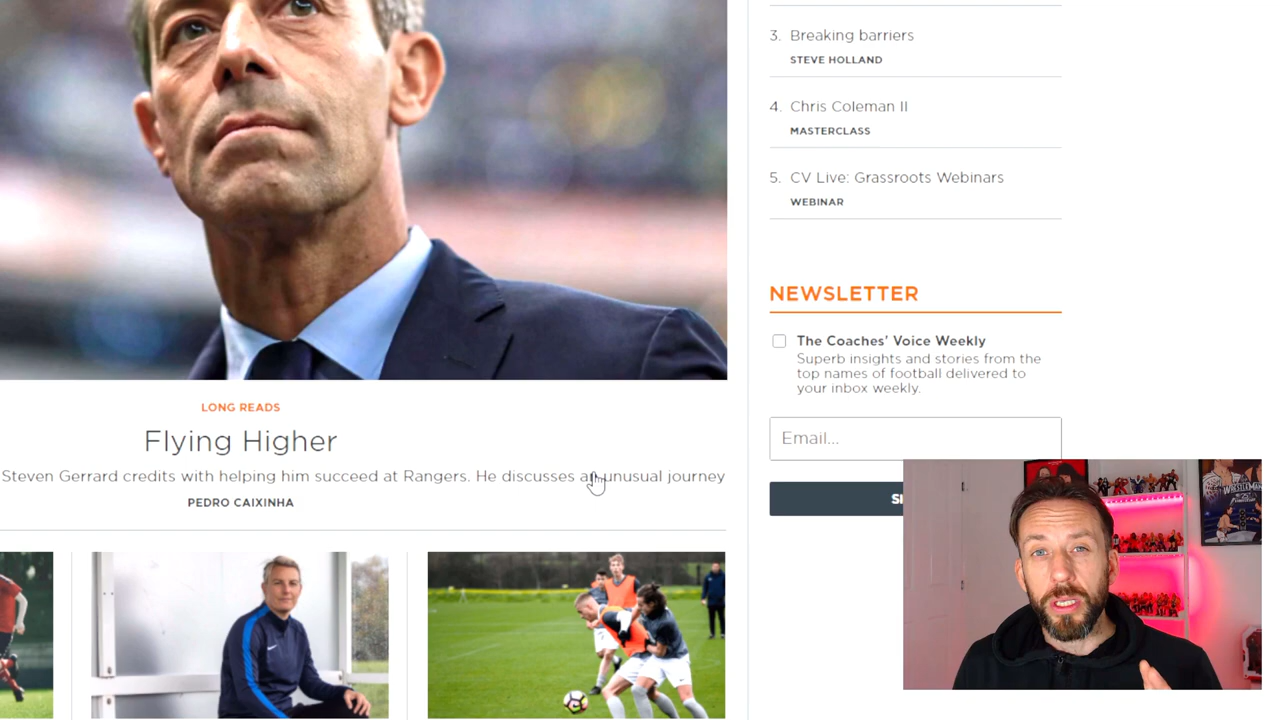 LONG READS
Flying Higher
Steven Gerrard credits with helping him succeed at Rangers. He discusses an unusual journey
PEDRO CAIXINHA
3. Breaking barriers
STEVE HOLLAND
4. Chris Coleman II
MASTERCLASS
5. CV Live: Grassroots Webinars
WEBINAR
NEWSLETTER
The Coaches' Voice Weekly
Superb insights and stories from the
top names of football delivered to
your inbox weekly.
Email...